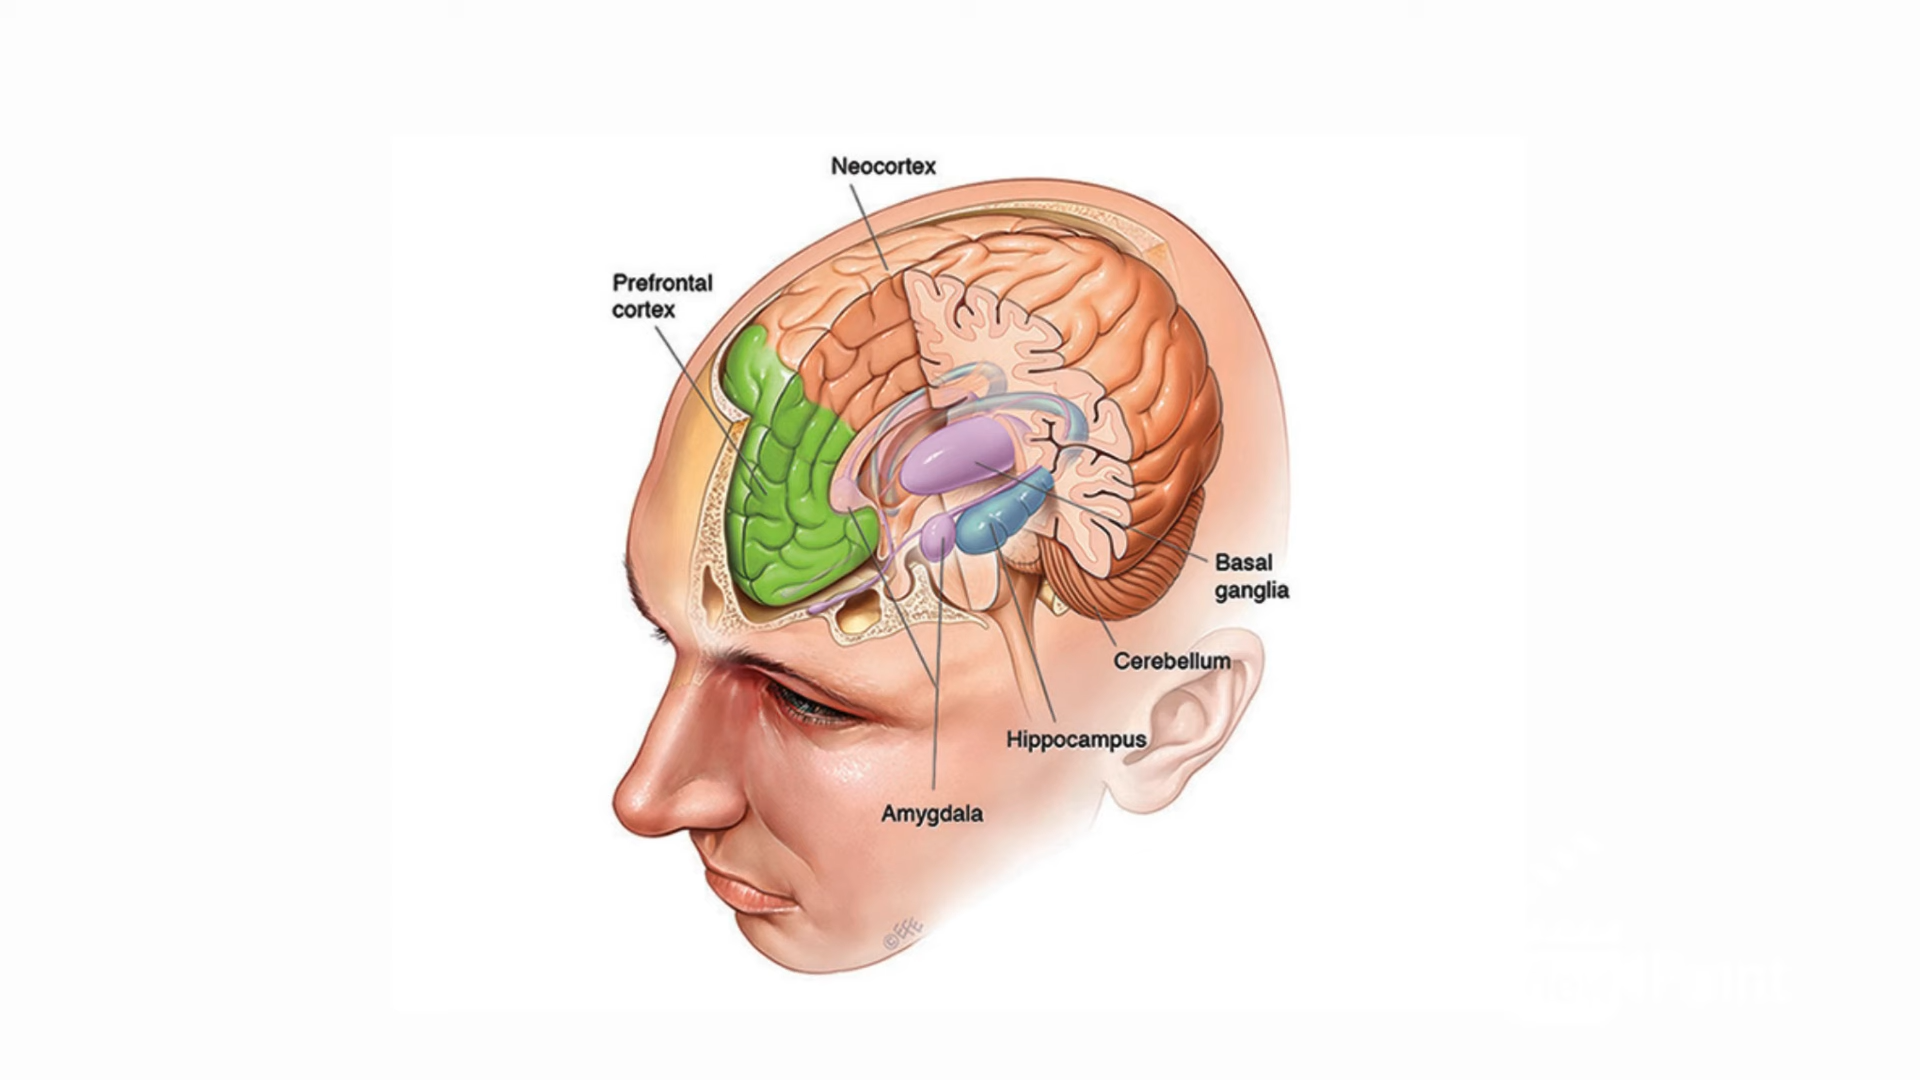 Neocortex
Prefrontal
cortex
Basal
ganglia
Cerebellum
Hippocampus
Amygdala
©EFE